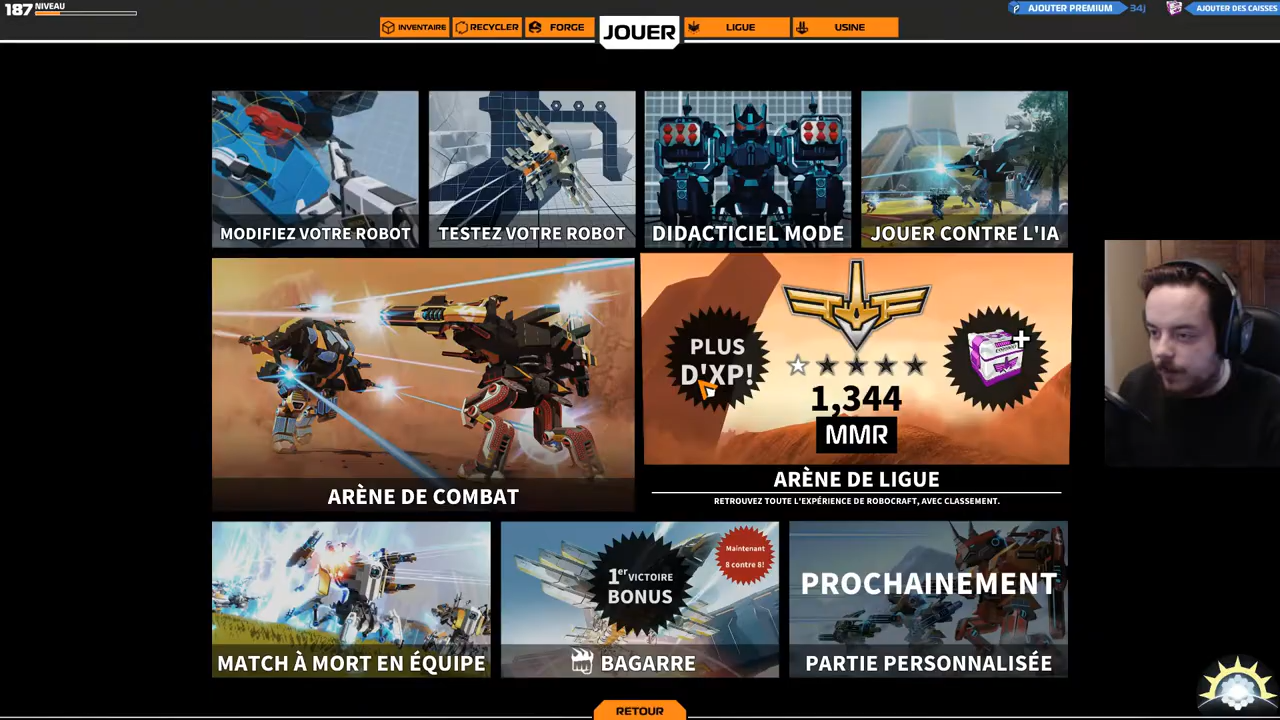 187 NIVEAU
INVENTAIRE
RECYCLER
FORGE
JOUER
LIGUE
USINE
AJOUTER PREMIUM 34j
AJOUTER DES CAISSES
MODIFIEZ VOTRE ROBOT
TESTEZ VOTRE ROBOT
DIDACTICIEL MODE
JOUER CONTRE L'IA
ARÈNE DE COMBAT
PLUS
D'XP!
1,344
MMR
ARÈNE DE LIGUE
RETROUVEZ TOUTE L'EXPÉRIENCE DE ROBOCRAFT, AVEC CLASSEMENT.
MATCH À MORT EN ÉQUIPE
1er VICTOIRE
BONUS
Maintenant
8 contre 8!
BAGARRE
PROCHAINEMENT
PARTIE PERSONNALISÉE
RETOUR